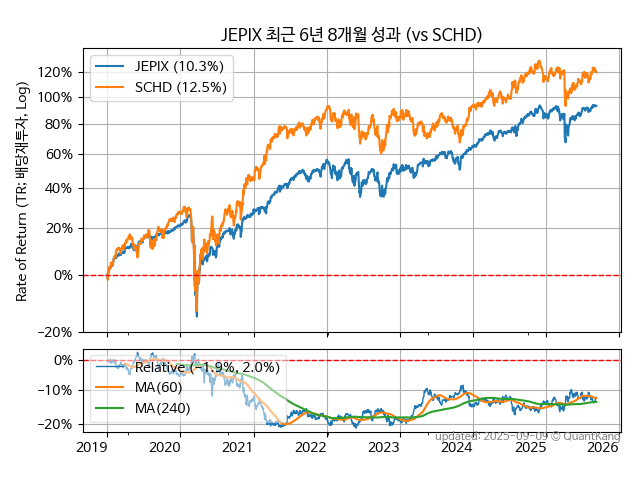 JEPIX 최근 6년 8개월 성과 (vs SCHD)
Rate of Return (TR: 배당재투자, Log)
120%
100%
80%
60%
40%
20%
0%
−20%
JEPIX (10.3%)
SCHD (12.5%)
0%
−10%
−20%
Relative (−1.9%, 2.0%)
MA(60)
MA(240)
updated: 2025-09-09 © QuantKang
2019 2020 2021 2022 2023 2024 2025 2026